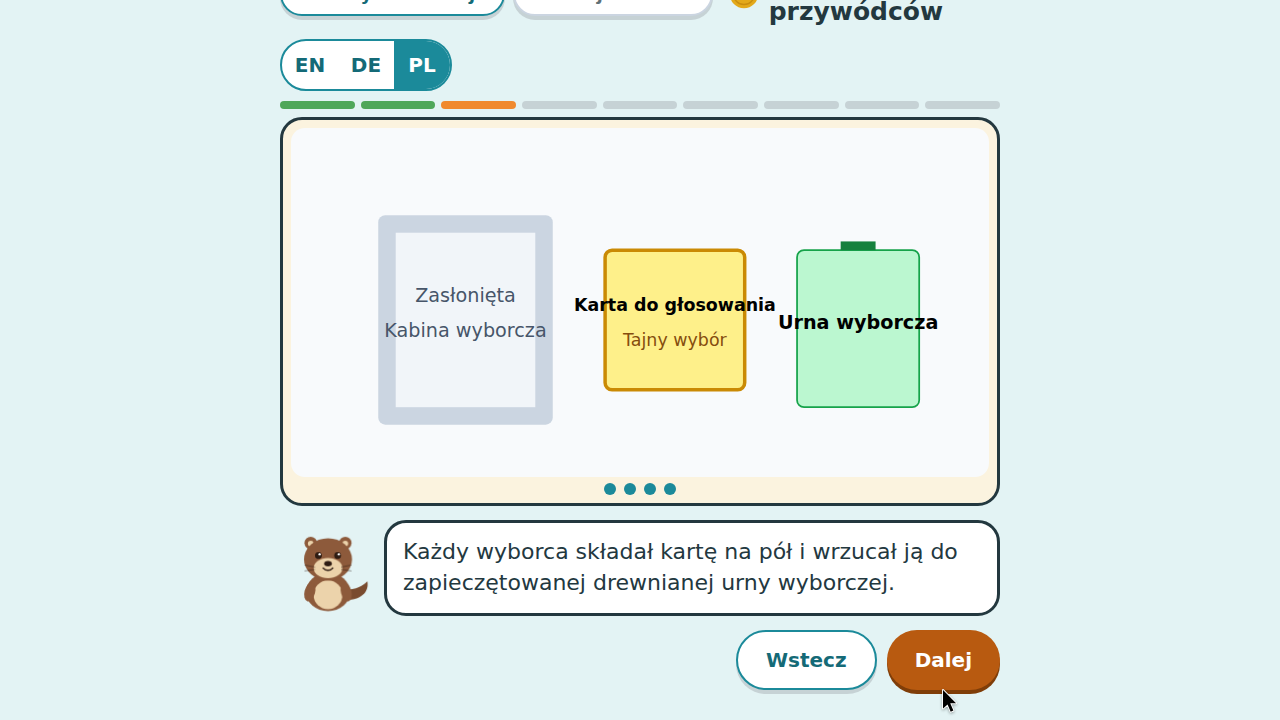 przywódców
EN DE PL
Zasłonięta
Kabina wyborcza
Karta do głosowania
Tajny wybór
Urna wyborcza
Każdy wyborca składał kartę na pół i wrzucał ją do
zapieczętowanej drewnianej urny wyborczej.
Wstecz
Dalej